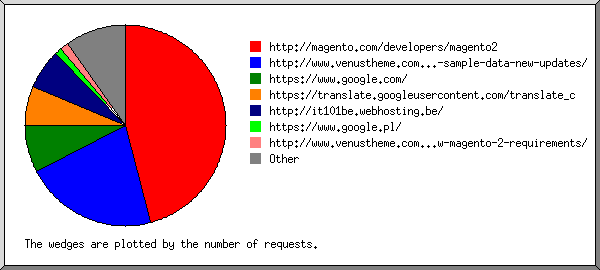 http://magento.com/developers/magento2
http://www.venustheme.com...-sample-data-new-updates/
https://www.google.com/
https://translate.googleusercontent.com/translate_c
http://it101be.webhosting.be/
https://www.google.pl/
http://www.venustheme.com...w-magento-2-requirements/
Other
The wedges are plotted by the number of requests.